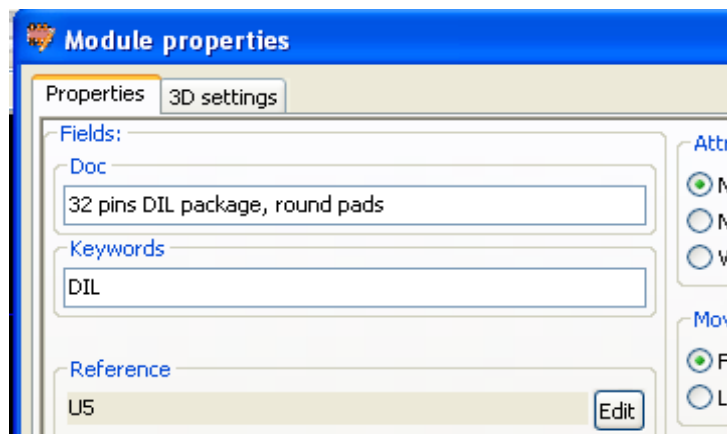 Module properties
Properties
3D settings
Fields:
Doc
32 pins DIL package, round pads
Keywords
DIL
Reference
U5
Edit